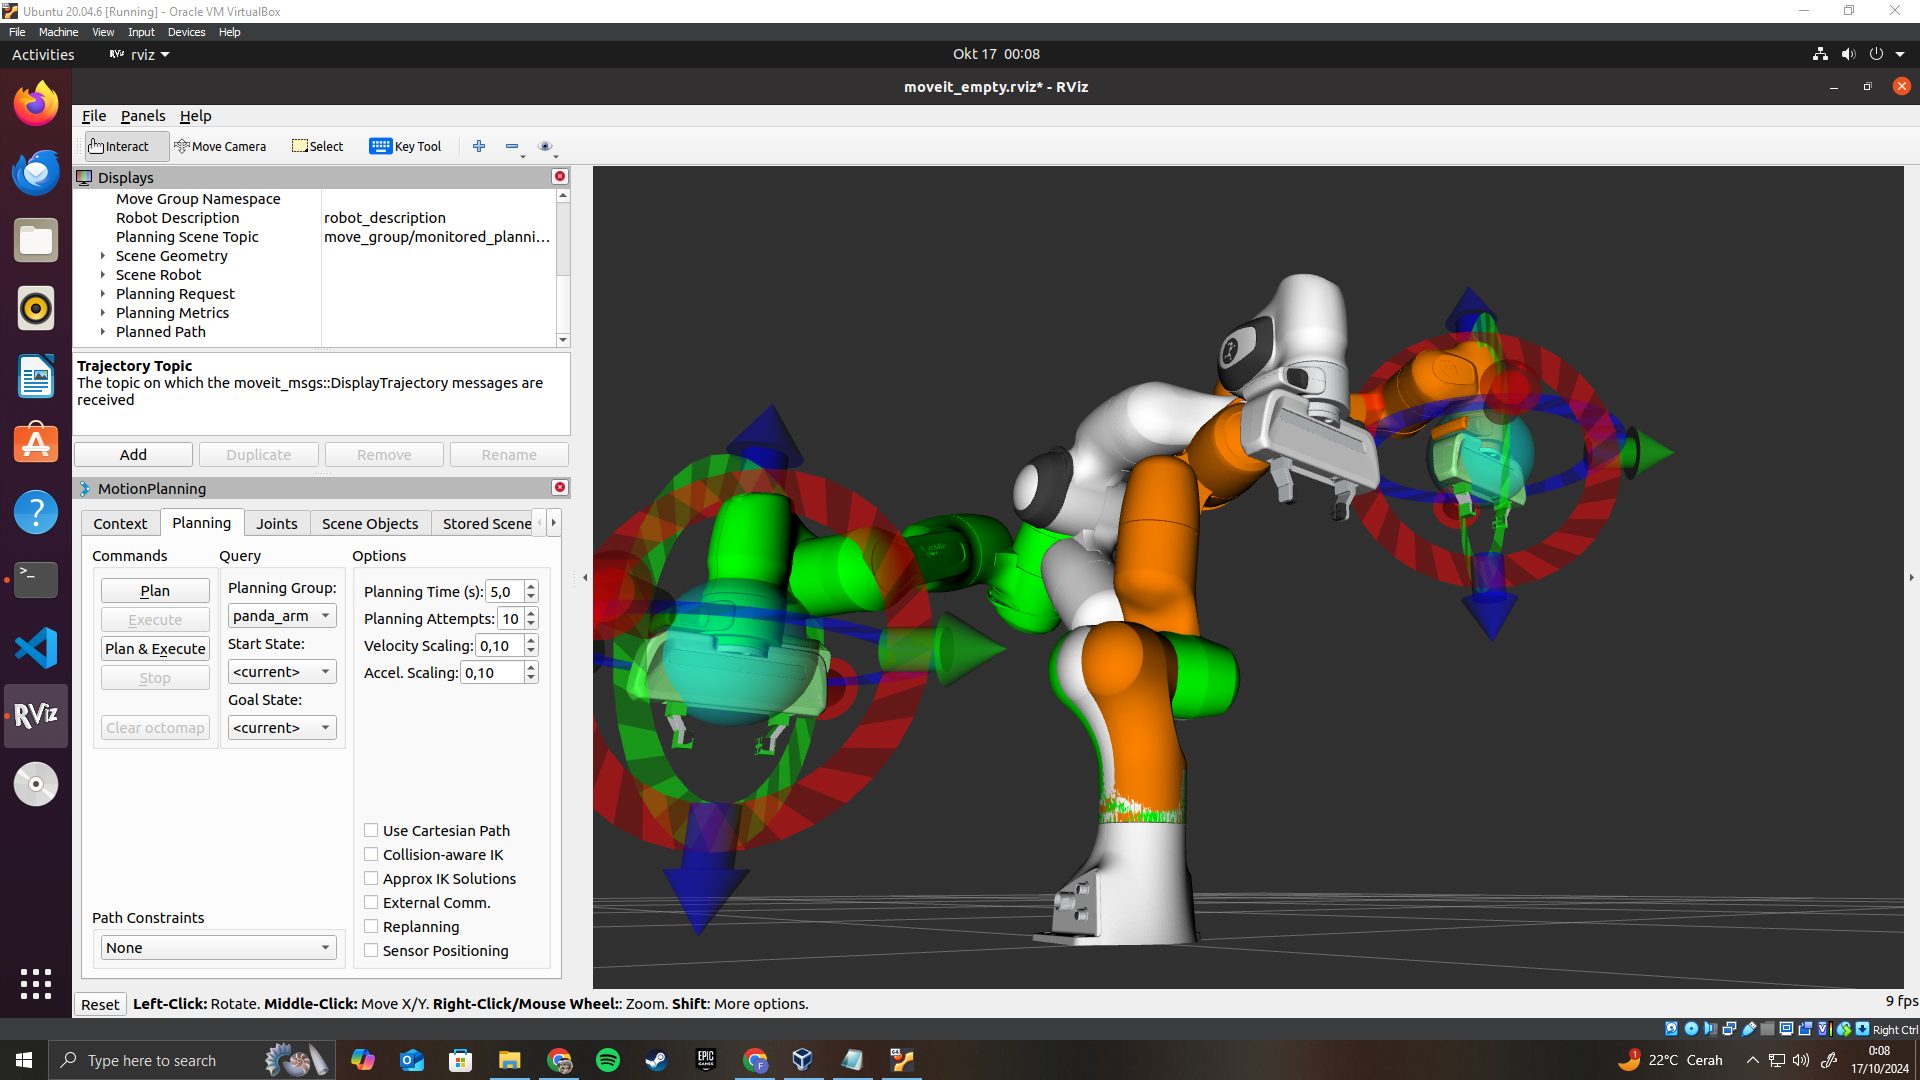 Ubuntu 20.04.6 [Running] - Oracle VM VirtualBox
File Machine View Input Devices Help
Activities RViz rviz Okt 17 00:08
moveit_empty.rviz* - RViz
File Panels Help
Interact Move Camera Select Key Tool
Displays
Move Group Namespace
Robot Description robot_description
Planning Scene Topic move_group/monitored_planni...
Scene Geometry
Scene Robot
Planning Request
Planning Metrics
Planned Path
Trajectory Topic
The topic on which the moveit_msgs::DisplayTrajectory messages are
received
Add Duplicate Remove Rename
MotionPlanning
Context Planning Joints Scene Objects Stored Scene
Commands Query Options
Plan
Execute
Plan & Execute
Stop
Clear octomap
Planning Group:
panda_arm
Start State:
<current>
Goal State:
<current>
Planning Time (s): 5,0
Planning Attempts: 10
Velocity Scaling: 0,10
Accel. Scaling: 0,10
Use Cartesian Path
Collision-aware IK
Approx IK Solutions
External Comm.
Replanning
Sensor Positioning
Path Constraints
None
RViz
Reset Left-Click: Rotate. Middle-Click: Move X/Y. Right-Click/Mouse Wheel:: Zoom. Shift: More options. 9 fps
Right Ctrl
Type here to search
EPIC GAMES
1 22°C Cerah
0:08
17/10/2024